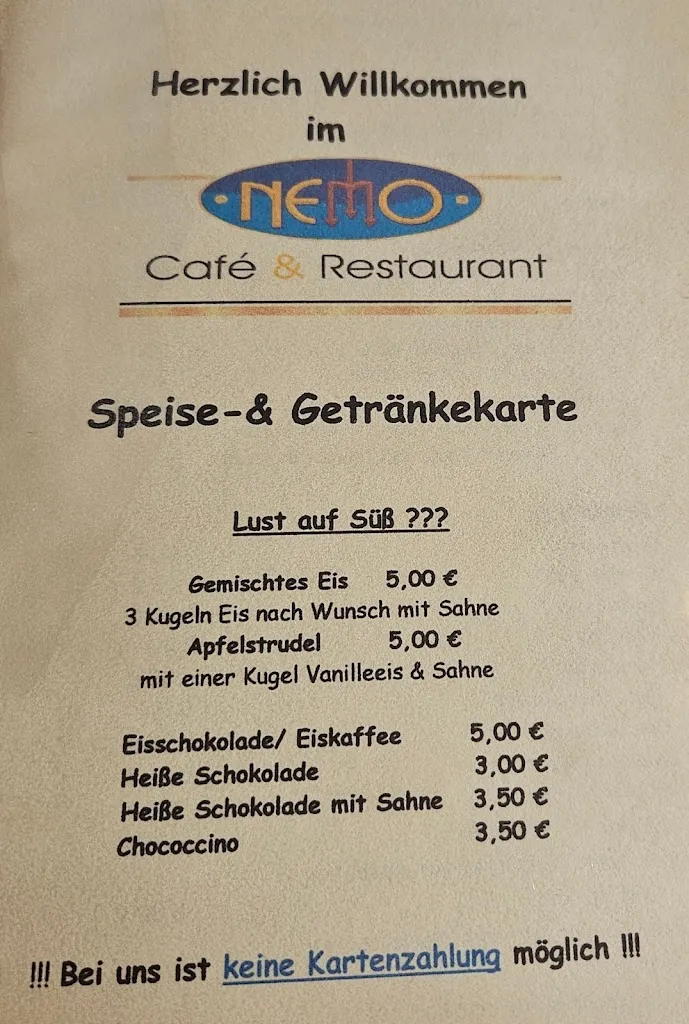 Herzlich Willkommen
im
·NEMO·
Café & Restaurant
Speise-& Getränkekarte
Lust auf Süß ???
Gemischtes Eis 5,00 €
3 Kugeln Eis nach Wunsch mit Sahne
Apfelstrudel 5,00 €
mit einer Kugel Vanilleeis & Sahne
Eisschokolade/ Eiskaffee 5,00 €
Heiße Schokolade 3,00 €
Heiße Schokolade mit Sahne 3,50 €
Chococcino 3,50 €
!!! Bei uns ist keine Kartenzahlung möglich !!!